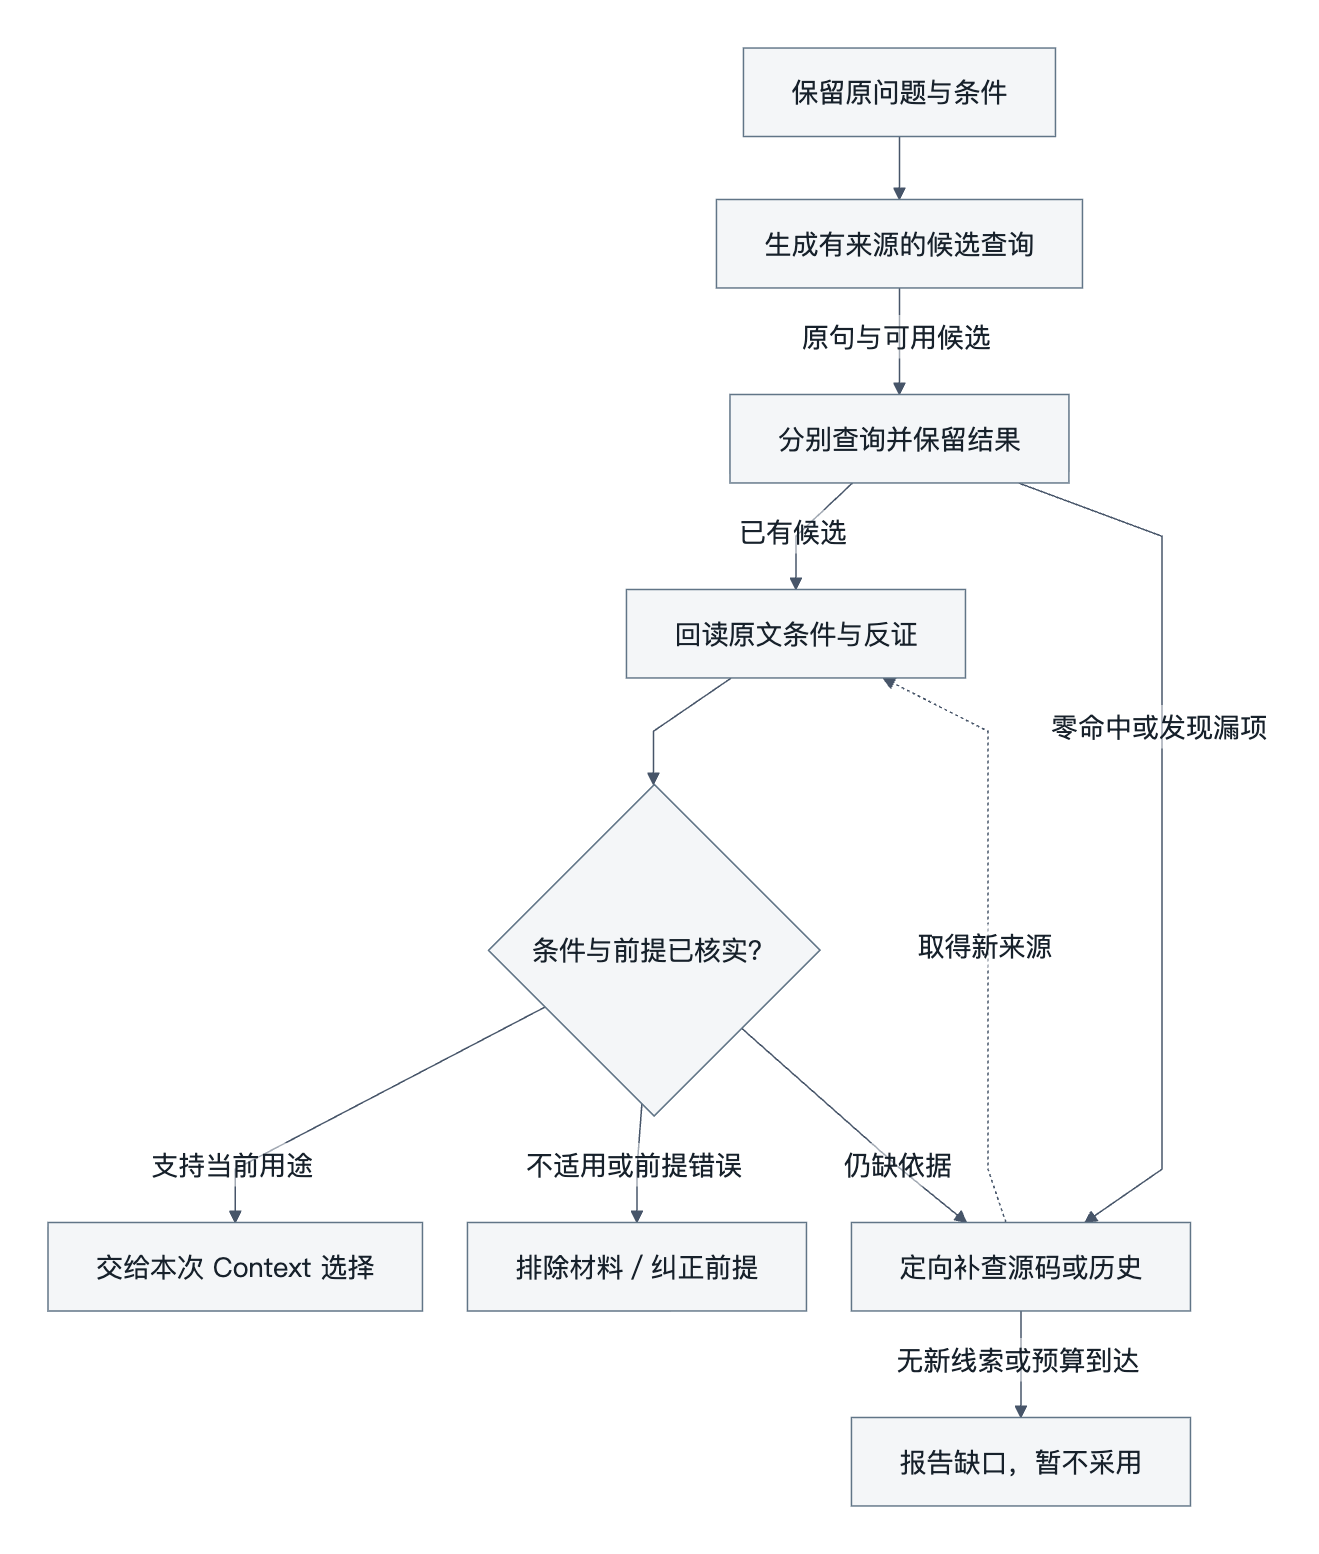 保留原问题与条件
生成有来源的候选查询
原句与可用候选
分别查询并保留结果
已有候选
回读原文条件与反证
零命中或发现漏项
条件与前提已核实？
取得新来源
支持当前用途
不适用或前提错误
仍缺依据
交给本次 Context 选择
排除材料 / 纠正前提
定向补查源码或历史
无新线索或预算到达
报告缺口，暂不采用